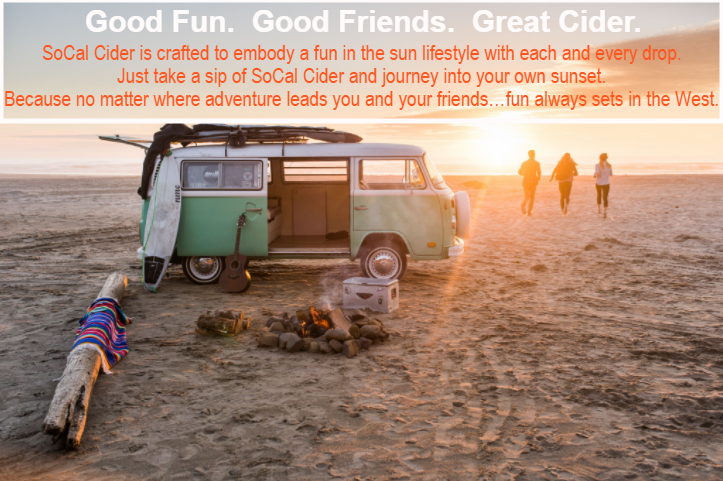 Good Fun. Good Friends. Great Cider.
SoCal Cider is crafted to embody a fun in the sun lifestyle with each and every drop.
Just take a sip of SoCal Cider and journey into your own sunset.
Because no matter where adventure leads you and your friends...fun always sets in the West.